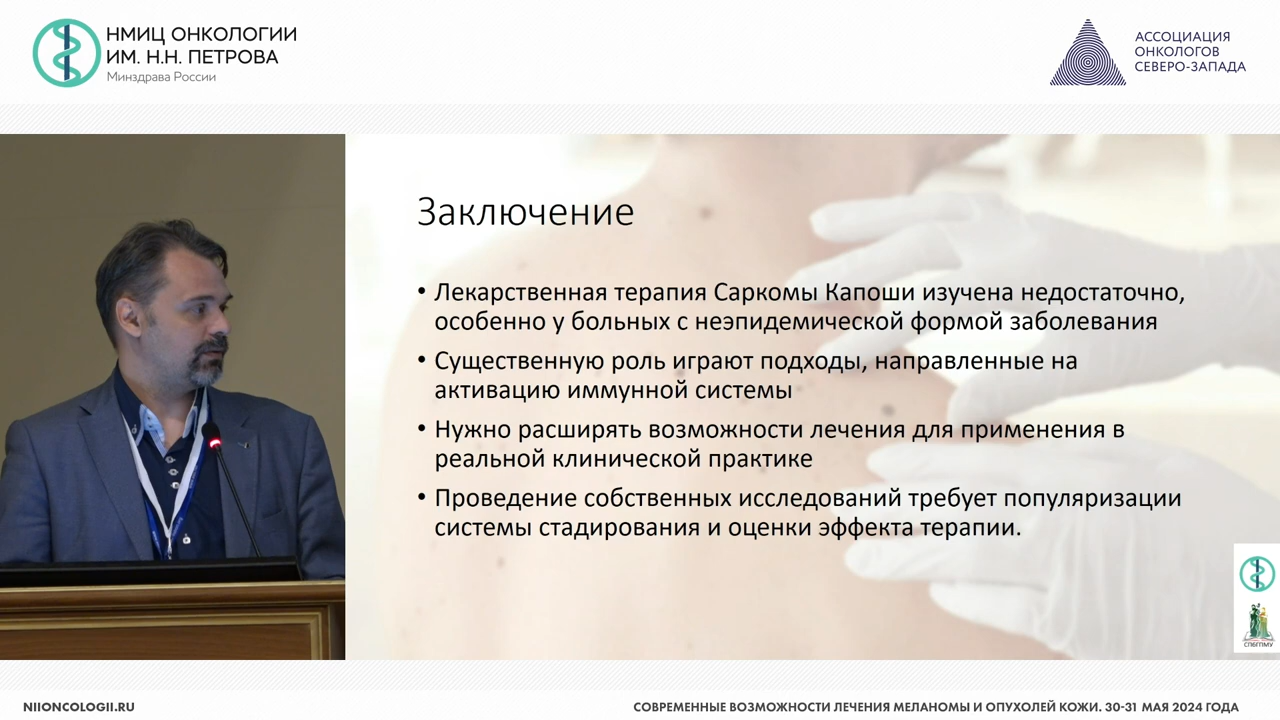 НМИЦ ОНКОЛОГИИ
ИМ. Н.Н. ПЕТРОВА
Минздрава России
АССОЦИАЦИЯ
ОНКОЛОГОВ
СЕВЕРО-ЗАПАДА
Заключение
• Лекарственная терапия Саркомы Капоши изучена недостаточно,
особенно у больных с неэпидемической формой заболевания
• Существенную роль играют подходы, направленные на
активацию иммунной системы
• Нужно расширять возможности лечения для применения в
реальной клинической практике
• Проведение собственных исследований требует популяризации
системы стадирования и оценки эффекта терапии.
СПбГПМУ
NIIONCOLOGII.RU
СОВРЕМЕННЫЕ ВОЗМОЖНОСТИ ЛЕЧЕНИЯ МЕЛАНОМЫ И ОПУХОЛЕЙ КОЖИ. 30-31 МАЯ 2024 ГОДА